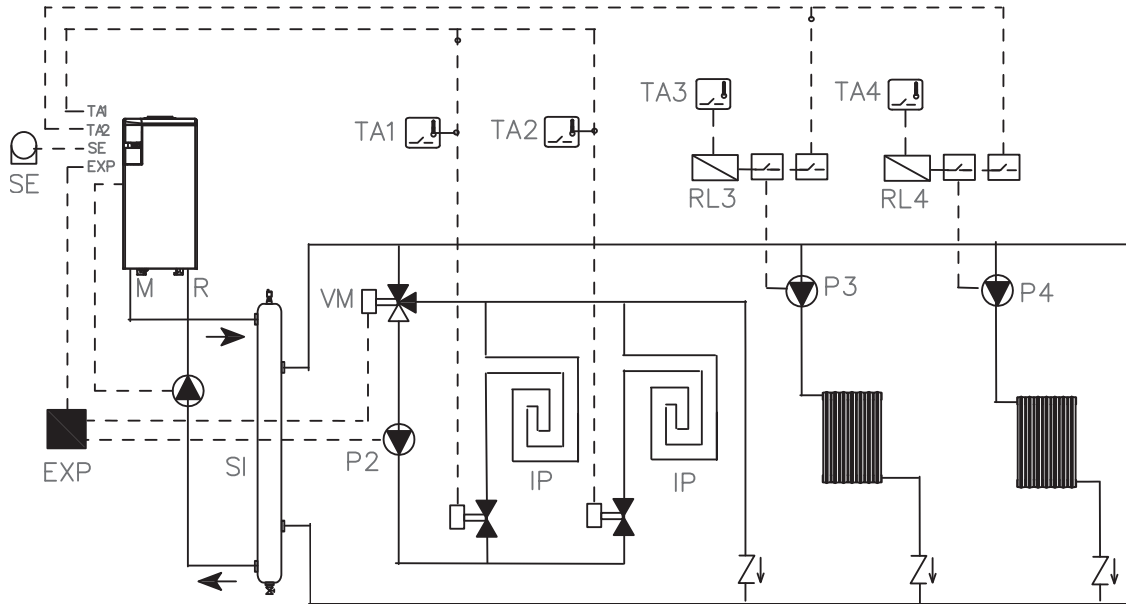 TA3
TA4
TA1
TA2
SE
EXP
TA1
TA2
SE
RL3
RL4
M
R
VM
P3
P4
EXP
SI
P2
IP
IP